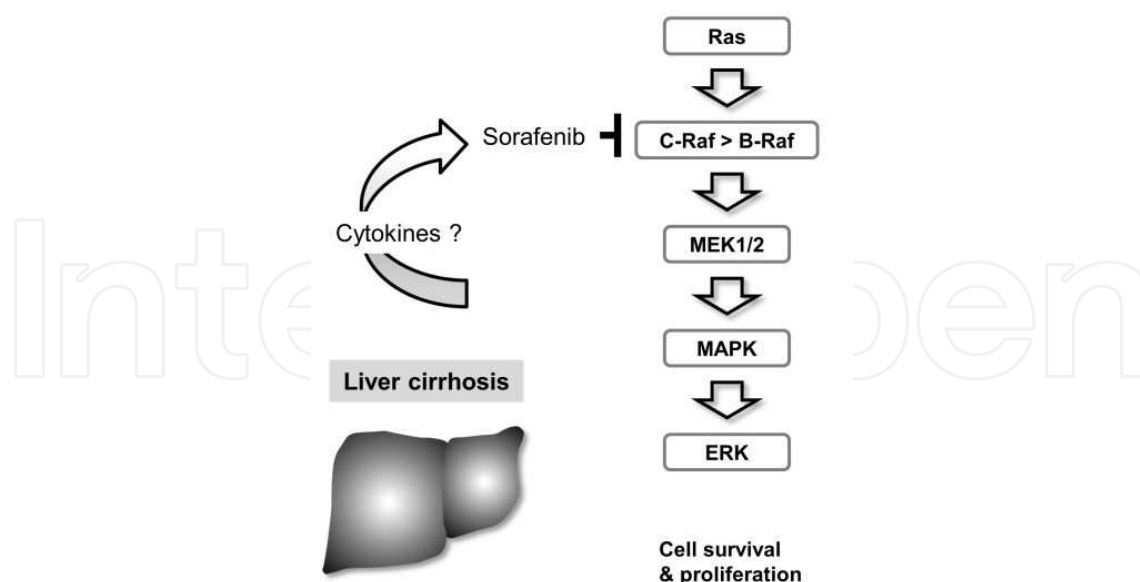 Ras
Sorafenib
C-Raf > B-Raf
Cytokines ?
MEK1/2
MAPK
Liver cirrhosis
ERK
Cell survival
& proliferation